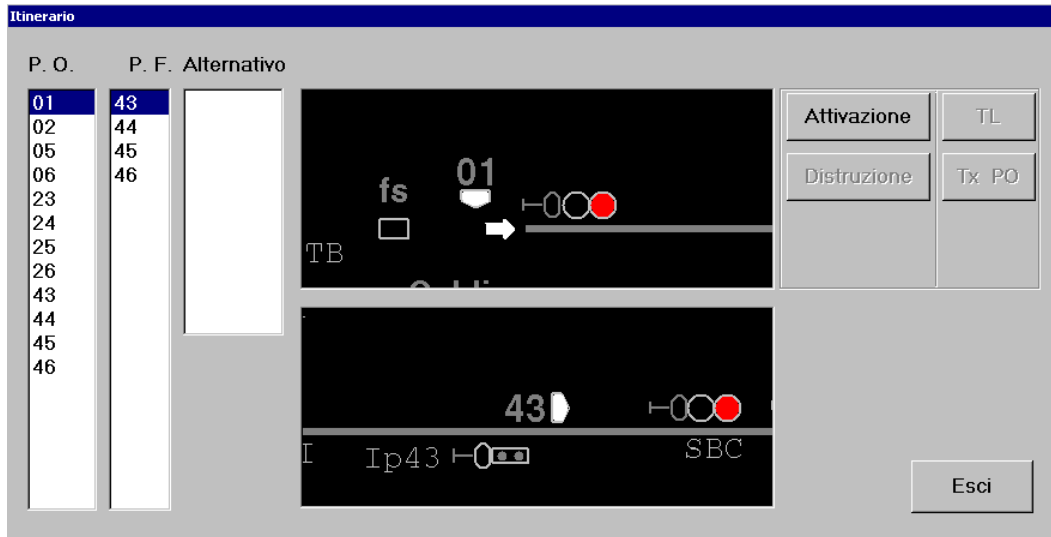 Itinerario
P. O. P. F. Alternativo
01
02
05
06
23
24
25
26
43
44
45
46
43
44
45
46
fs 01
TB
43
I Ip43 SBC
Attivazione TL
Distruzione Tx PO
Esci